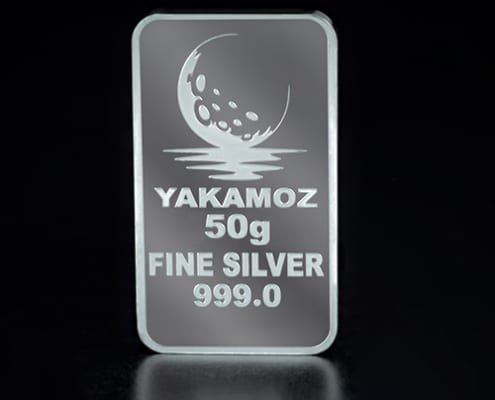 YAKAMOZ
50g
FINE SILVER
999.0